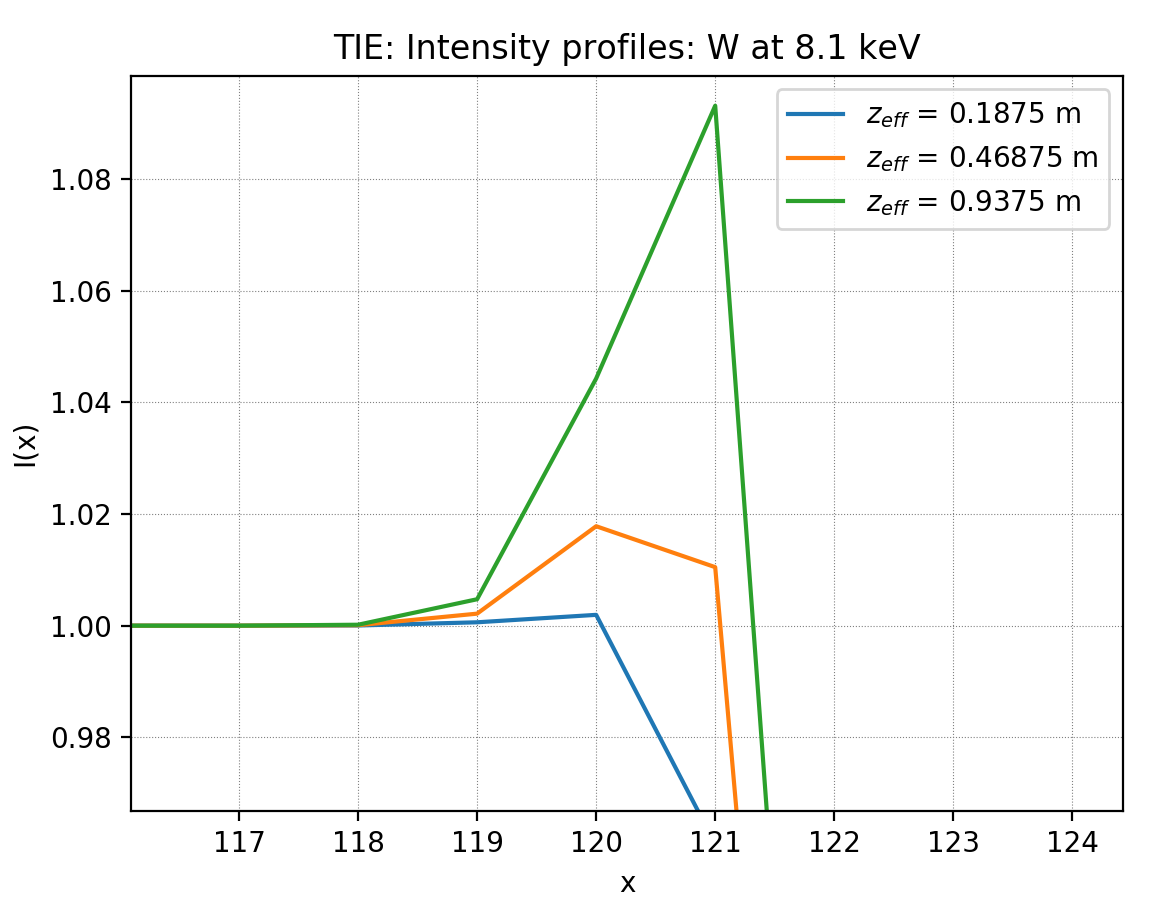 TIE: Intensity profiles: W at 8.1 keV
z_eff = 0.1875 m
z_eff = 0.46875 m
z_eff = 0.9375 m
1.08
1.06
1.04
1.02
1.00
0.98
I(x)
117 118 119 120 121 122 123 124
x